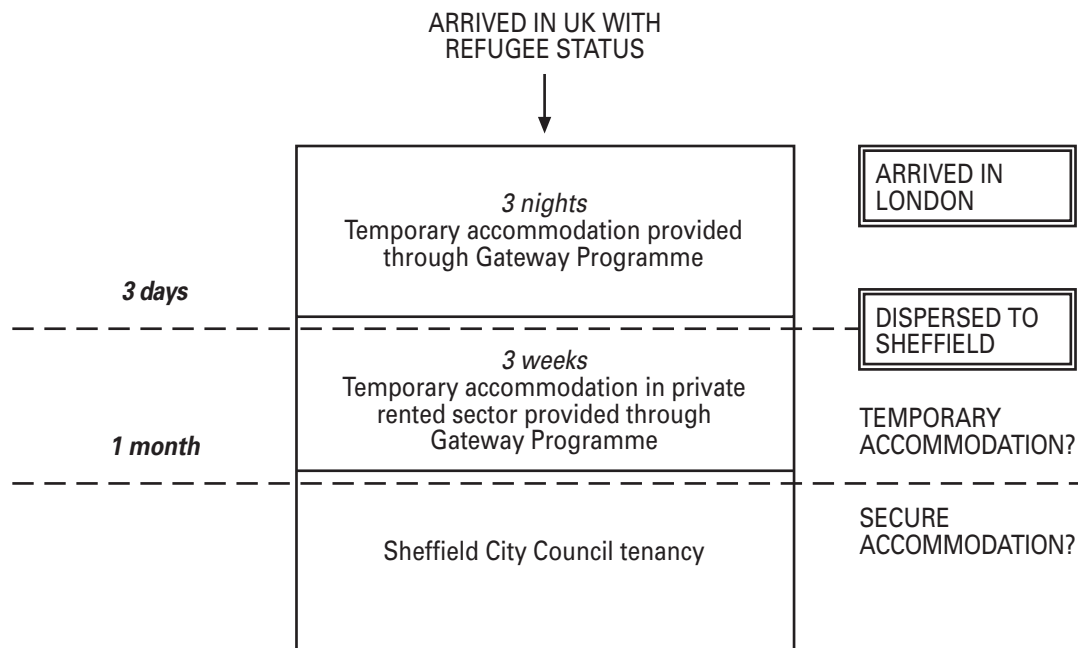 ARRIVED IN UK WITH
REFUGEE STATUS
3 nights
Temporary accommodation provided
through Gateway Programme
ARRIVED IN
LONDON
3 days
DISPERSED TO
SHEFFIELD
3 weeks
Temporary accommodation in private
rented sector provided through
Gateway Programme
1 month
TEMPORARY
ACCOMMODATION?
Sheffield City Council tenancy
SECURE
ACCOMMODATION?